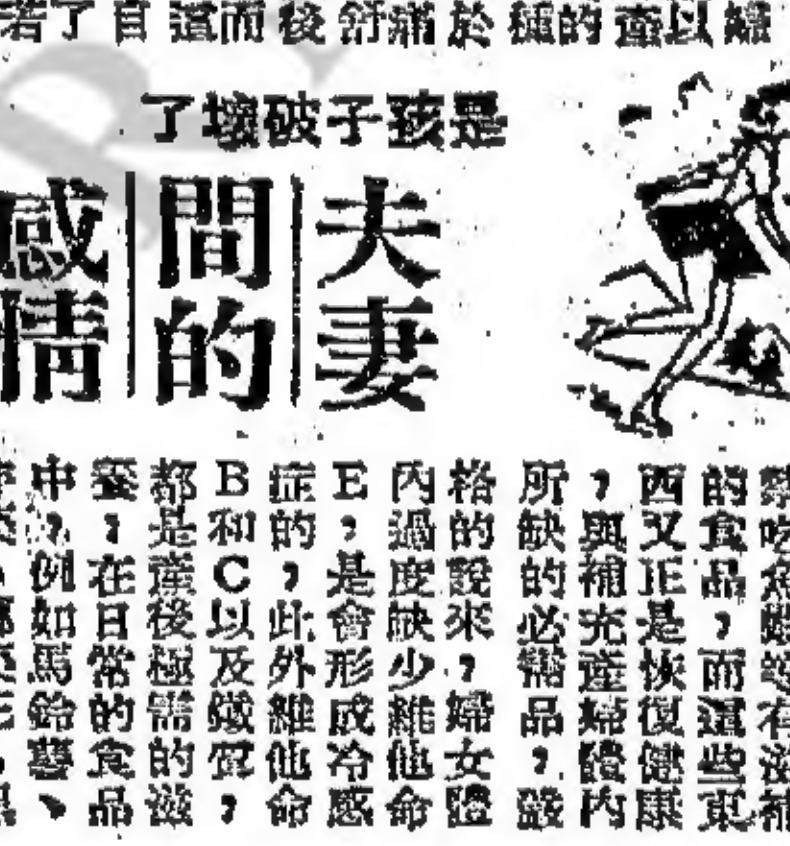 是孩子破壞了
夫妻
間的
感情
的食品，而這些東
西又正是恢復健康
，與補充產婦體內
所缺的必需品，嚴
格的說來，婦女體
內過度缺少維他命
E，是會形成冷感
症的，此外維他命
B和C以及礦質，
都是產後極需的滋
養，在日常的食品
中，例如馬鈴薯、